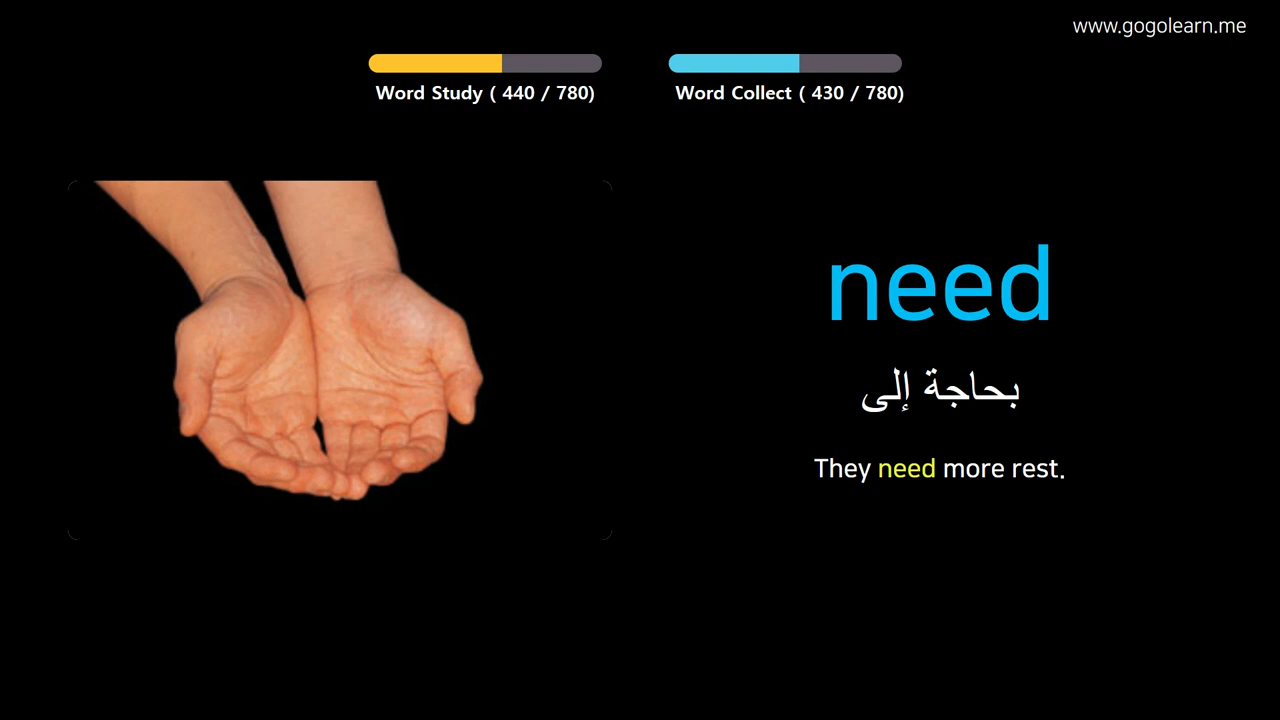 www.gogolearn.me
Word Study ( 440 / 780)
Word Collect ( 430 / 780)
need
بحاجة إلى
They need more rest.